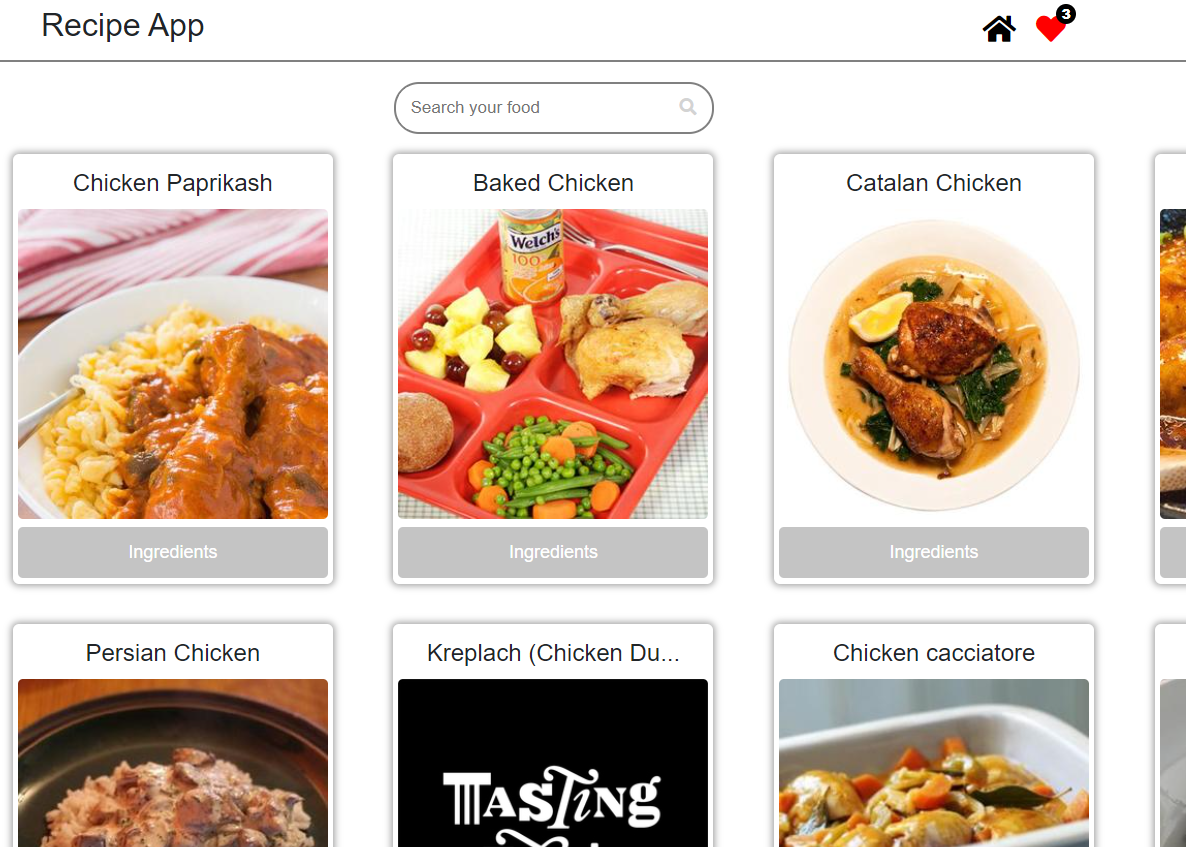 Recipe App
3
Search your food
Chicken Paprikash
Baked Chicken
Catalan Chicken
Welch's
100
Ingredients
Ingredients
Ingredients
Persian Chicken
Kreplach (Chicken Du...
Chicken cacciatore
TASTING